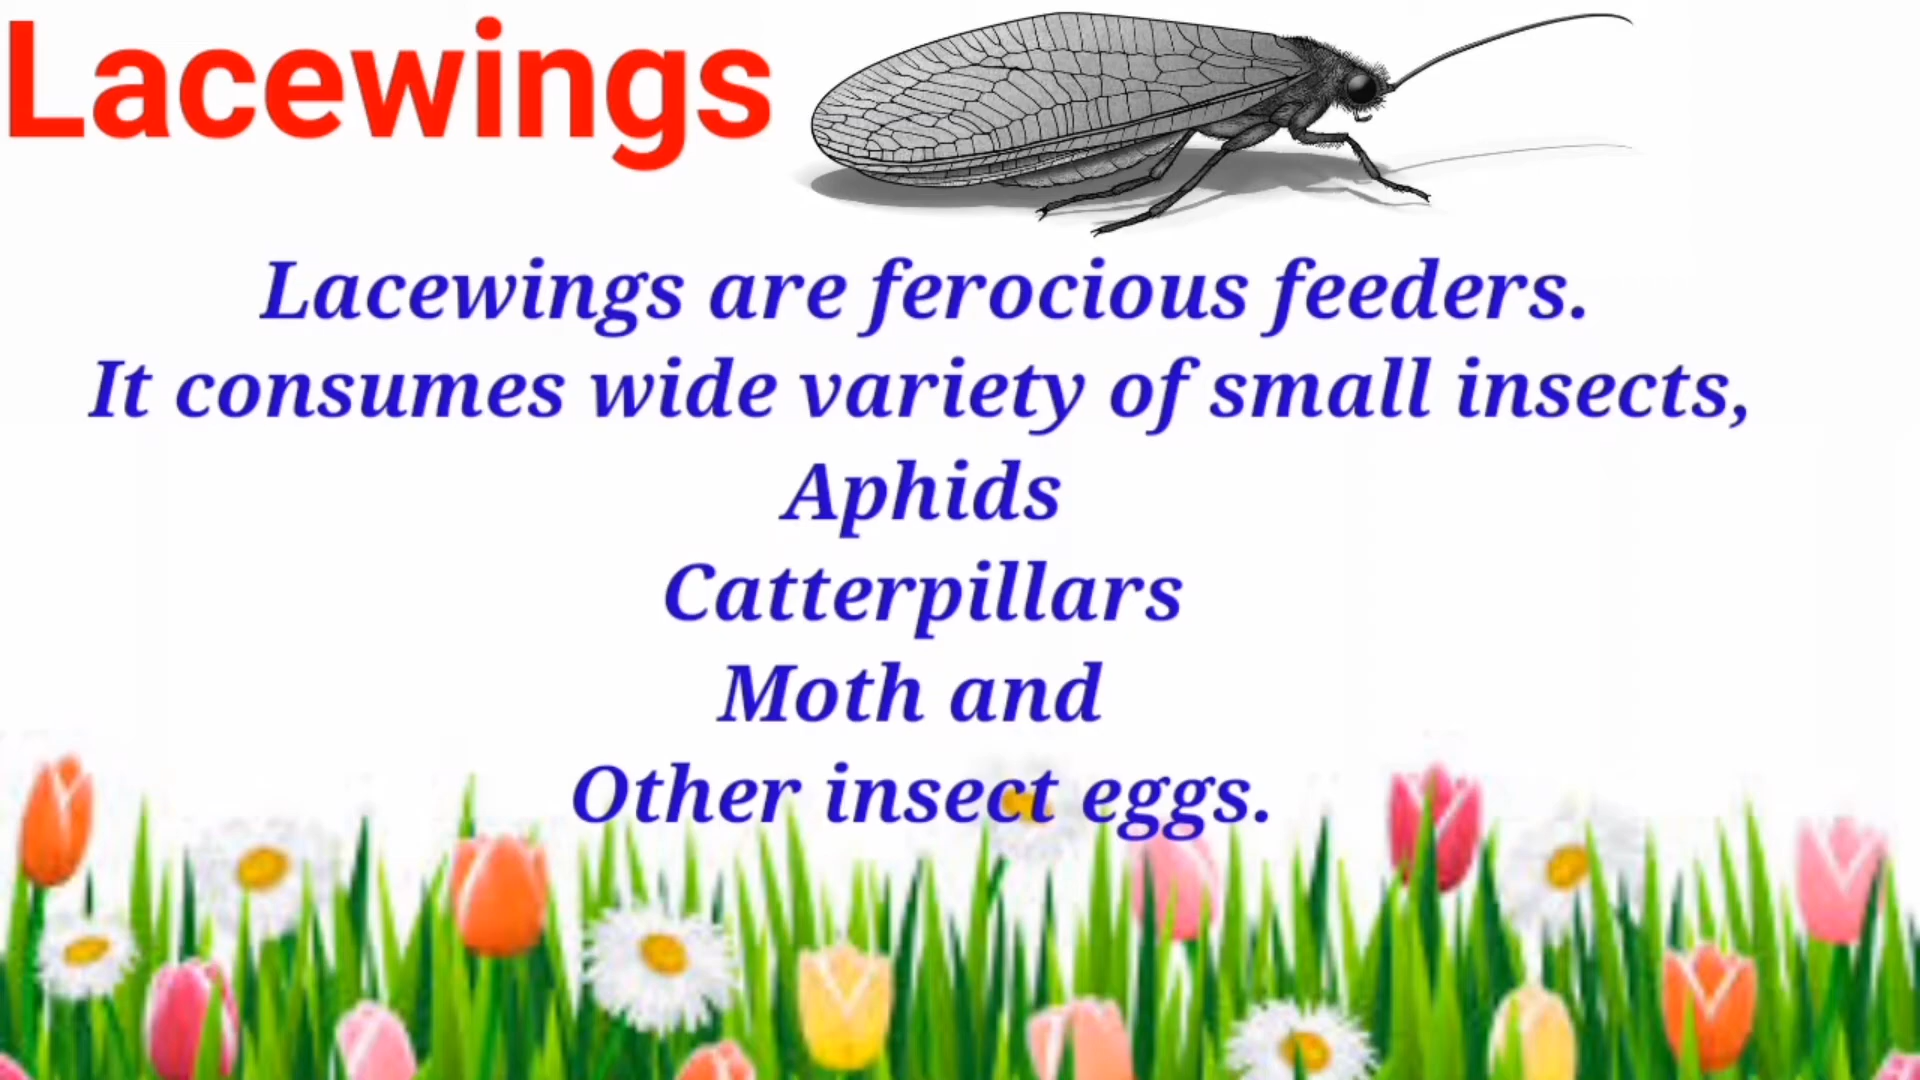 Lacewings
Lacewings are ferocious feeders.
It consumes wide variety of small insects,
Aphids
Catterpillars
Moth and
Other insect eggs.